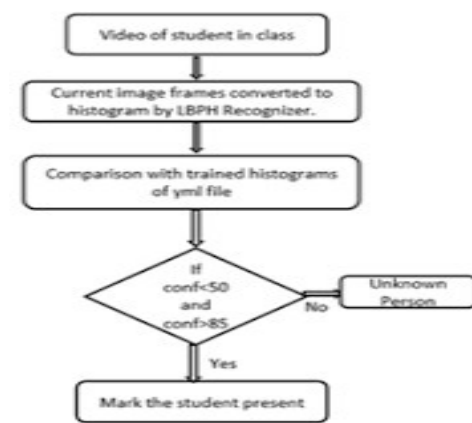 Video of student in class
Current image frames converted to
histogram by LBPH Recognizer.
Comparison with trained histograms
of yml file
If
conf<50
and
conf>85
No
Unknown
Person
Yes
Mark the student present